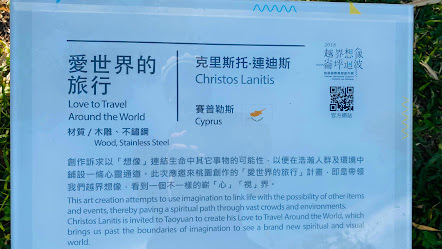 愛世界的
旅行
Love to Travel
Around the World
材質 / 木雕、不鏽鋼
Wood, Stainless Steel
克里斯托·連迪斯
Christos Lanitis
賽普勒斯
Cyprus
2019
越界想像
崙坪迴波
官方網站
創作訴求以「想像」連結生命中其它事物的可能性,以便在浩瀚人群及環境中
鋪設一條心靈通道,此次應邀來桃園創作的「愛世界的旅行」計劃,即是帶領
我們越界想像,看到一個不一樣的嶄「心」「視」界。
This art creation attempts to use imagination to link life with the possibility of other items
and events, thereby paving a spiritual path through vast crowds and environments.
Christos Lanitis is invited to Taoyuan to create his Love to Travel Around the World, which
brings us past the boundaries of imagination to see a brand new spiritual and visual
world.